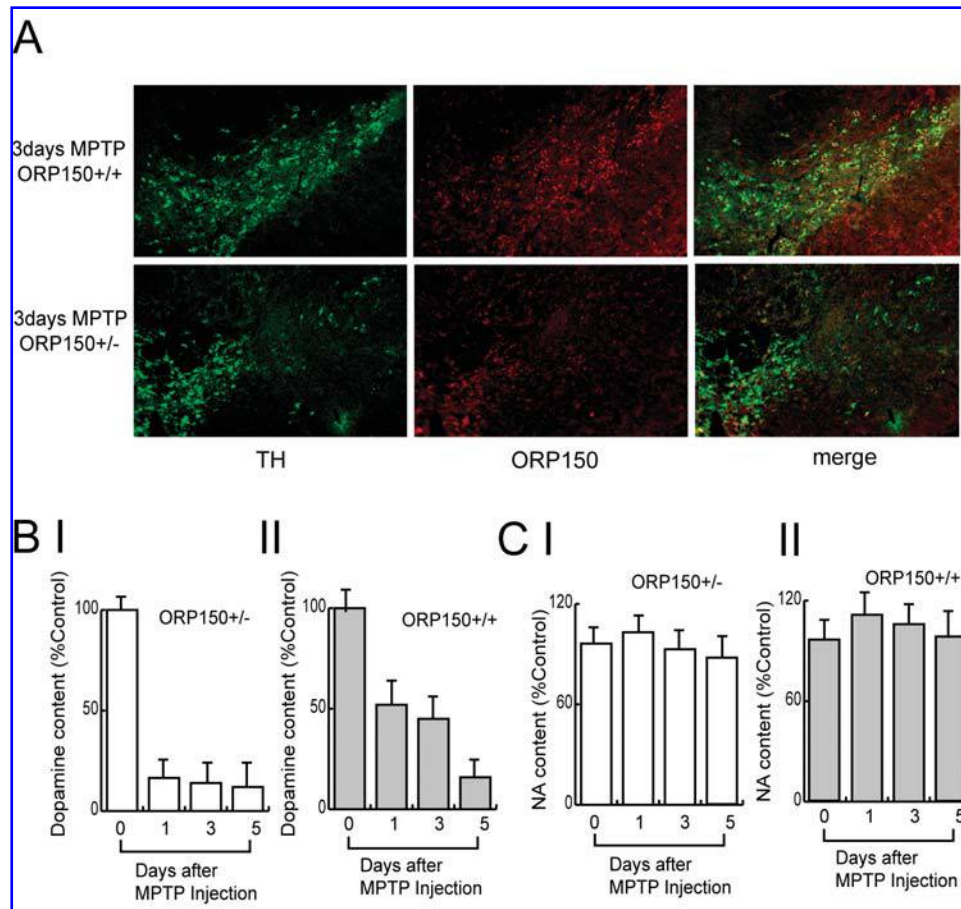 A
3days MPTP
ORP150+/+
3days MPTP
ORP150+/-
TH
ORP150
merge
B I
Dopamine content (%Control)
100
50
0
ORP150+/-
0 1 3 5
Days after
MPTP Injection
II
Dopamine content (%Control)
100
50
0
ORP150+/+
0 1 3 5
Days after
MPTP Injection
C I
NA content (%Control)
120
60
0
ORP150+/-
0 1 3 5
Days after
MPTP Injection
II
NA content (%Control)
120
60
0
ORP150+/+
0 1 3 5
Days after
MPTP Injection